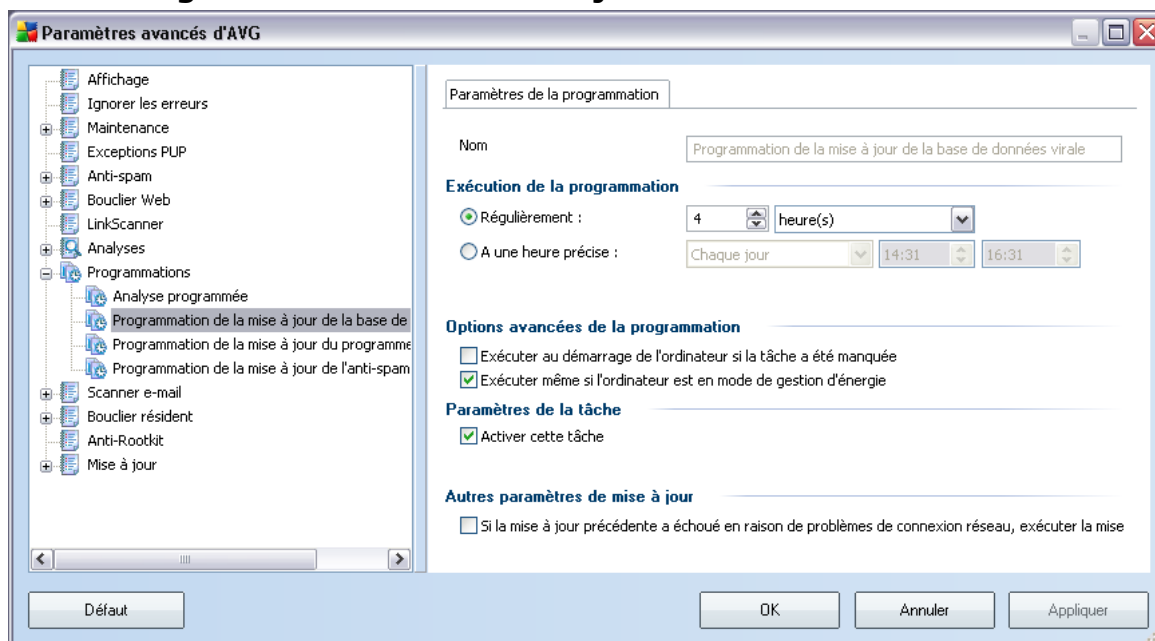 Paramètres avancés d'AVG
Affichage
Ignorer les erreurs
Maintenance
Exceptions PUP
Anti-spam
Bouclier Web
LinkScanner
Analyses
Programmations
Analyse programmée
Programmation de la mise à jour de la base de
Programmation de la mise à jour du programme
Programmation de la mise à jour de l'anti-spam
Scanner e-mail
Bouclier résident
Anti-Rootkit
Mise à jour
Paramètres de la programmation
Nom
Programmation de la mise à jour de la base de données virale
Exécution de la programmation
Régulièrement :
4
heure(s)
A une heure précise :
Chaque jour
14:31
16:31
Options avancées de la programmation
Exécuter au démarrage de l'ordinateur si la tâche a été manquée
Exécuter même si l'ordinateur est en mode de gestion d'énergie
Paramètres de la tâche
Activer cette tâche
Autres paramètres de mise à jour
Si la mise à jour précédente a échoué en raison de problèmes de connexion réseau, exécuter la mise
Défaut
OK
Annuler
Appliquer